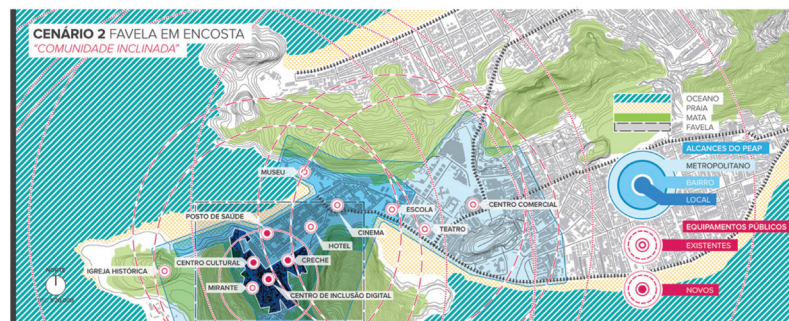 CENÁRIO 2 FAVELA EM ENCOSTA
"COMUNIDADE INCLINADA"
OCEANO
PRAIA
MATA
FAVELA
ALCANCES DO PEAP
METROPOLITANO
BAIRRO
LOCAL
EQUIPAMENTOS PÚBLICOS
EXISTENTES
NOVOS
MUSEU
POSTO DE SAÚDE
ESCOLA
CENTRO COMERCIAL
TEATRO
CINEMA
HOTEL
IGREJA HISTÓRICA
CENTRO CULTURAL
CRECHE
MIRANTE
CENTRO DE INCLUSÃO DIGITAL
NORTE